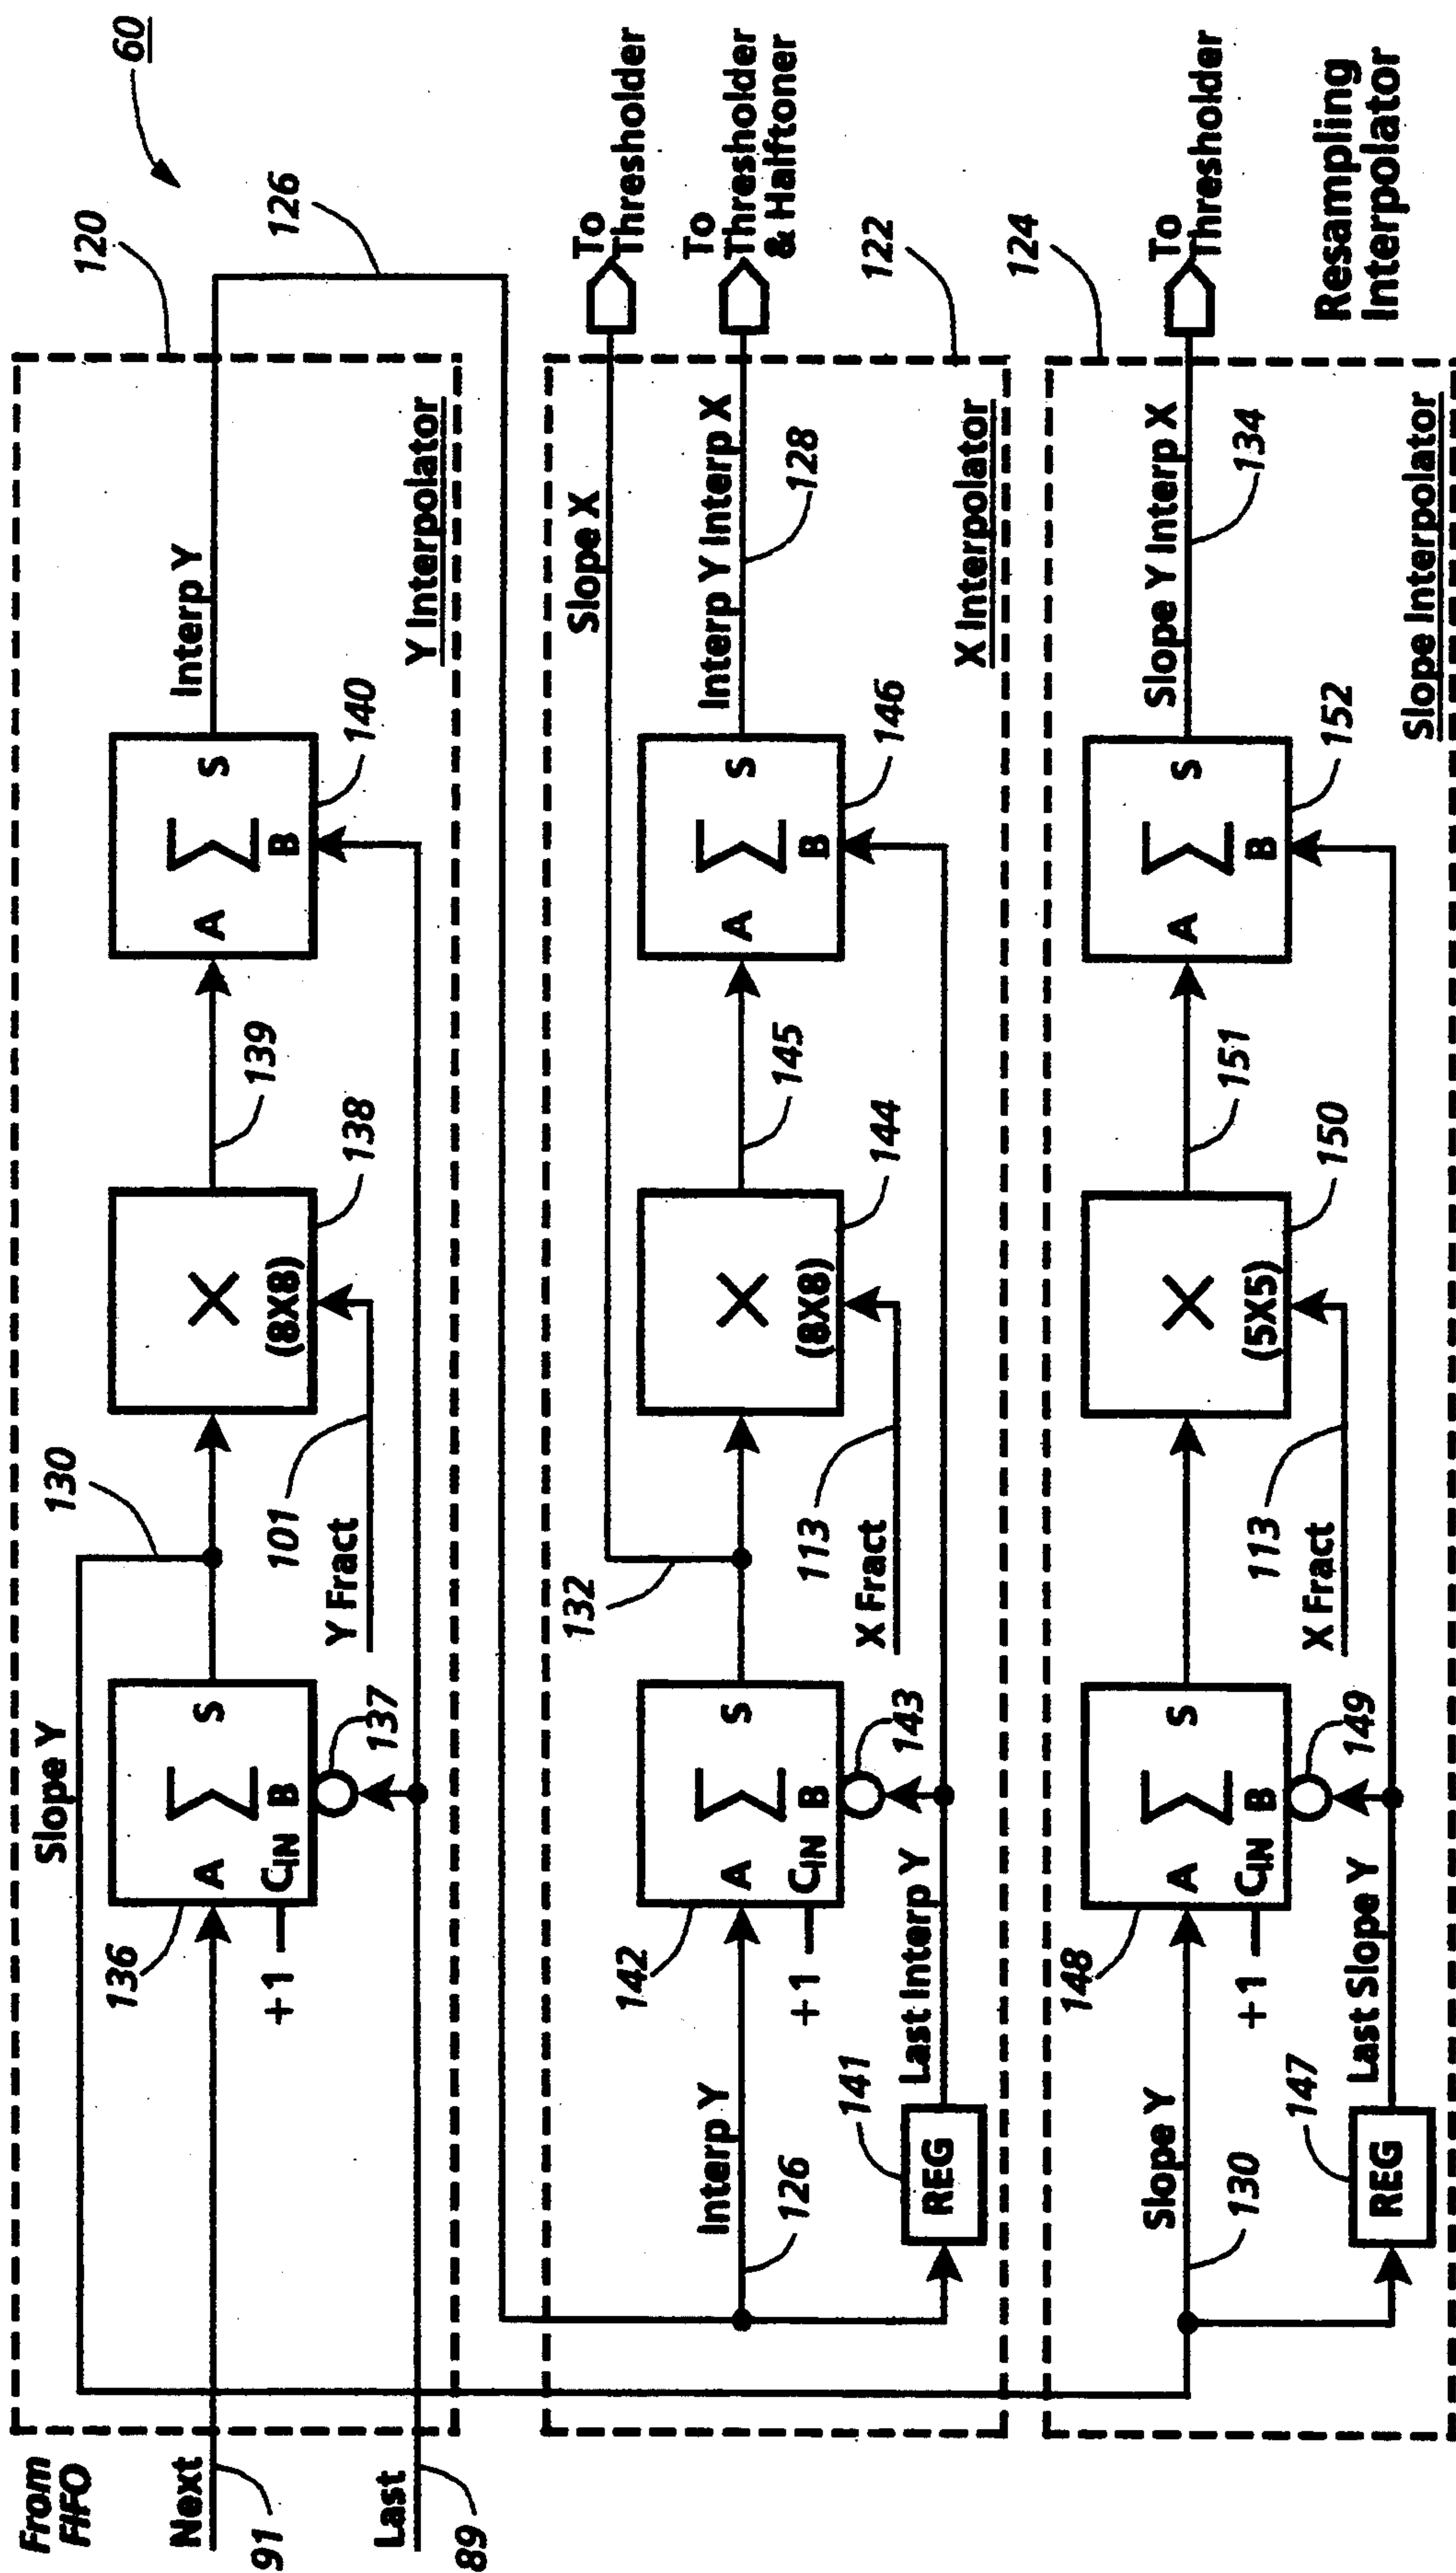 60
120
126
From
FIFO
Next
91
Last
89
Slope Y
130
136
A
+1
CIN
B
Σ
S
137
Y Fract
101
×
(8X8)
138
139
A
Σ
B
S
140
Interp Y
Y Interpolator
Interp Y
126
REG
141
Last Interp Y
142
A
+1
CIN
B
Σ
S
143
132
X Fract
113
×
(8X8)
144
145
A
Σ
B
S
146
Slope X
Interp Y Interp X
128
X Interpolator
122
To
Thresholder
To
Thresholder
& Halftoner
Slope Y
130
REG
147
Last Slope Y
148
A
+1
CIN
B
Σ
S
149
X Fract
113
×
(5X5)
150
151
A
Σ
B
S
152
Slope Y Interp X
134
Slope Interpolator
124
To
Thresholder
Resampling
Interpolator